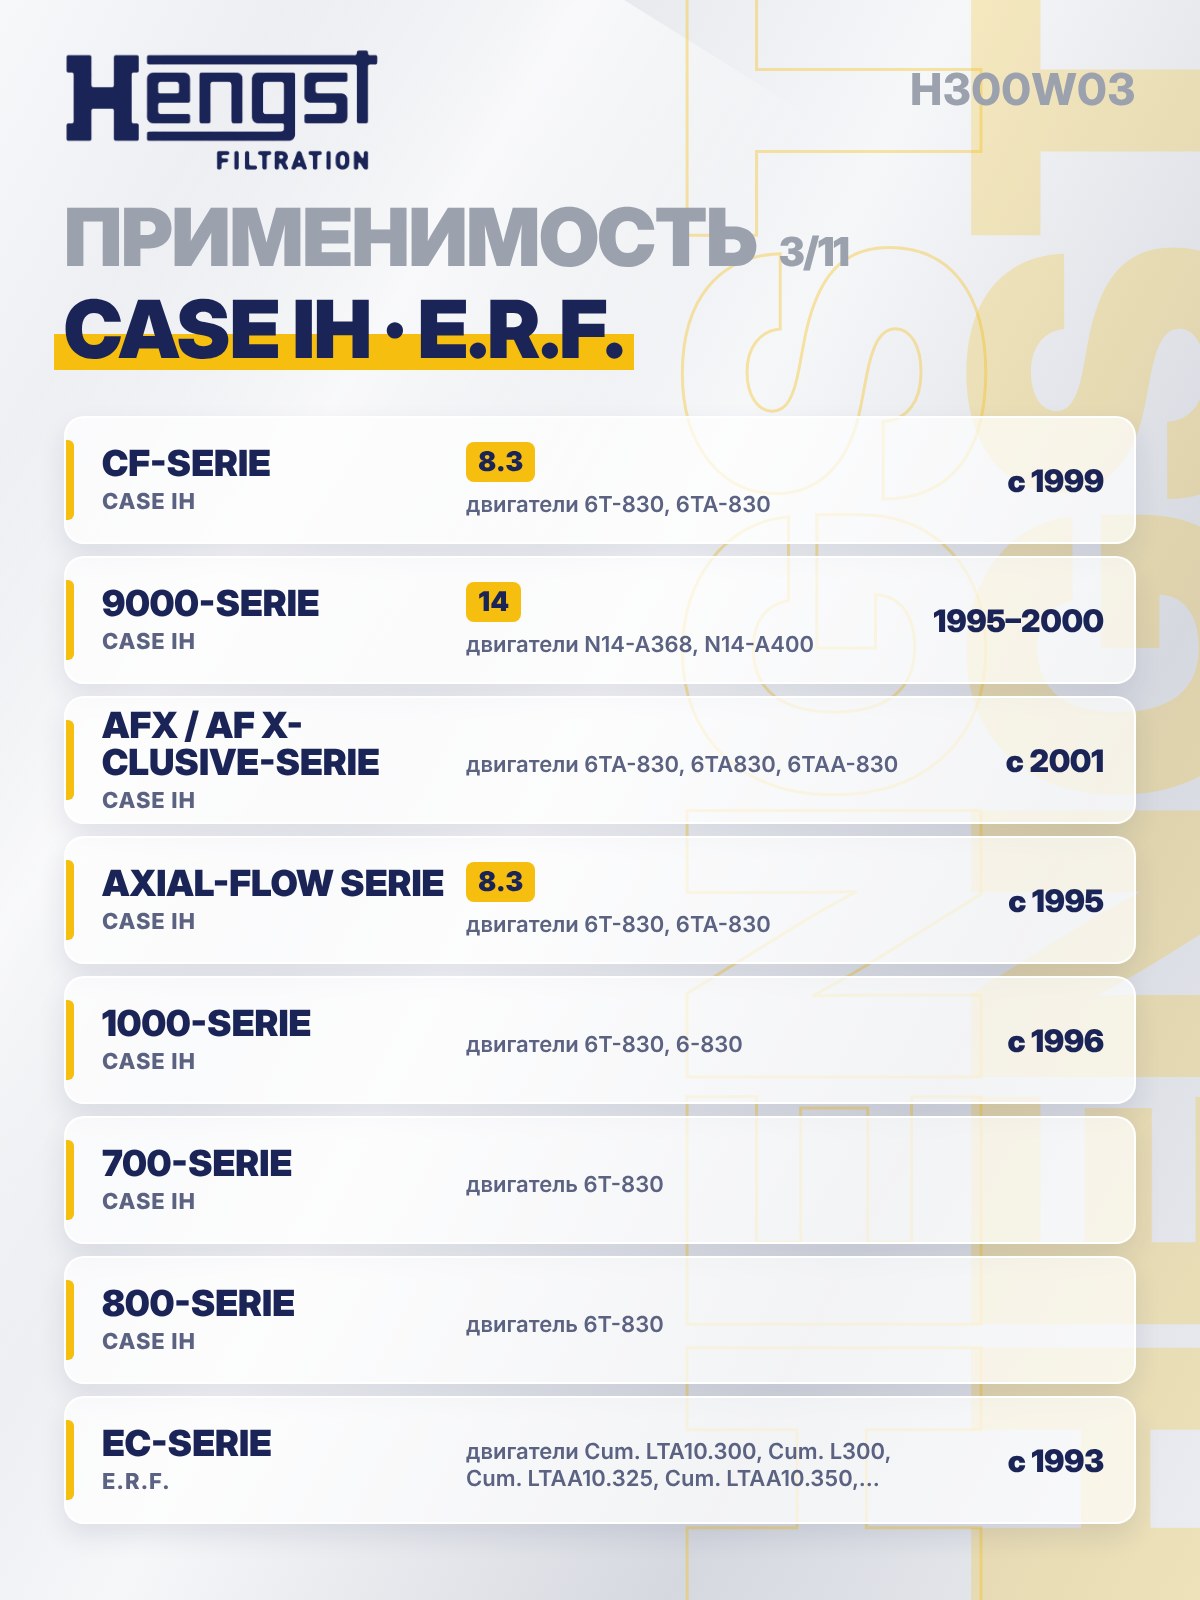 Hengst
FILTRATION
H300W03
ПРИМЕНИМОСТЬ 3/11
CASE IH · E.R.F.
CF-SERIE
CASE IH
8.3
двигатели 6T-830, 6TA-830
с 1999
9000-SERIE
CASE IH
14
двигатели N14-A368, N14-A400
1995–2000
AFX / AF X-
CLUSIVE-SERIE
CASE IH
двигатели 6TA-830, 6TA830, 6TAA-830
с 2001
AXIAL-FLOW SERIE
CASE IH
8.3
двигатели 6T-830, 6TA-830
с 1995
1000-SERIE
CASE IH
двигатели 6T-830, 6-830
с 1996
700-SERIE
CASE IH
двигатель 6T-830
800-SERIE
CASE IH
двигатель 6T-830
EC-SERIE
E.R.F.
двигатели Cum. LTA10.300, Cum. L300,
Cum. LTAA10.325, Cum. LTAA10.350,...
с 1993
HENGST